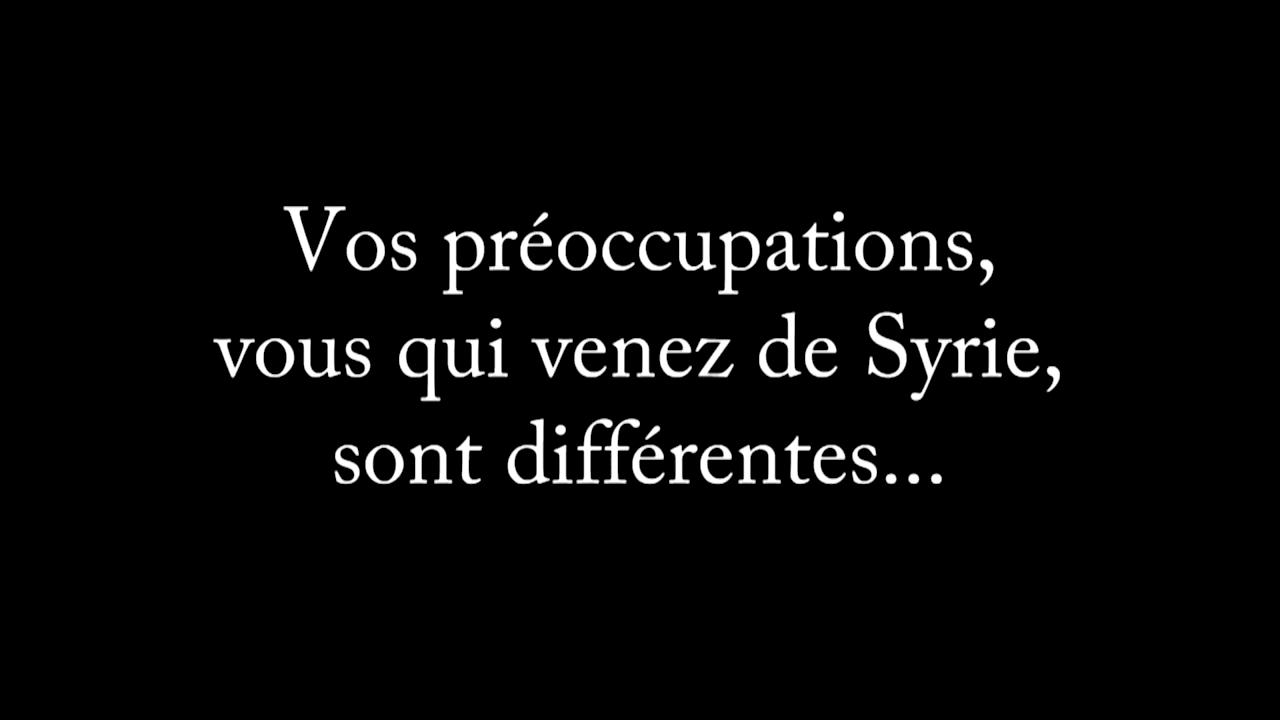 Vos préoccupations,
vous qui venez de Syrie,
sont différentes...